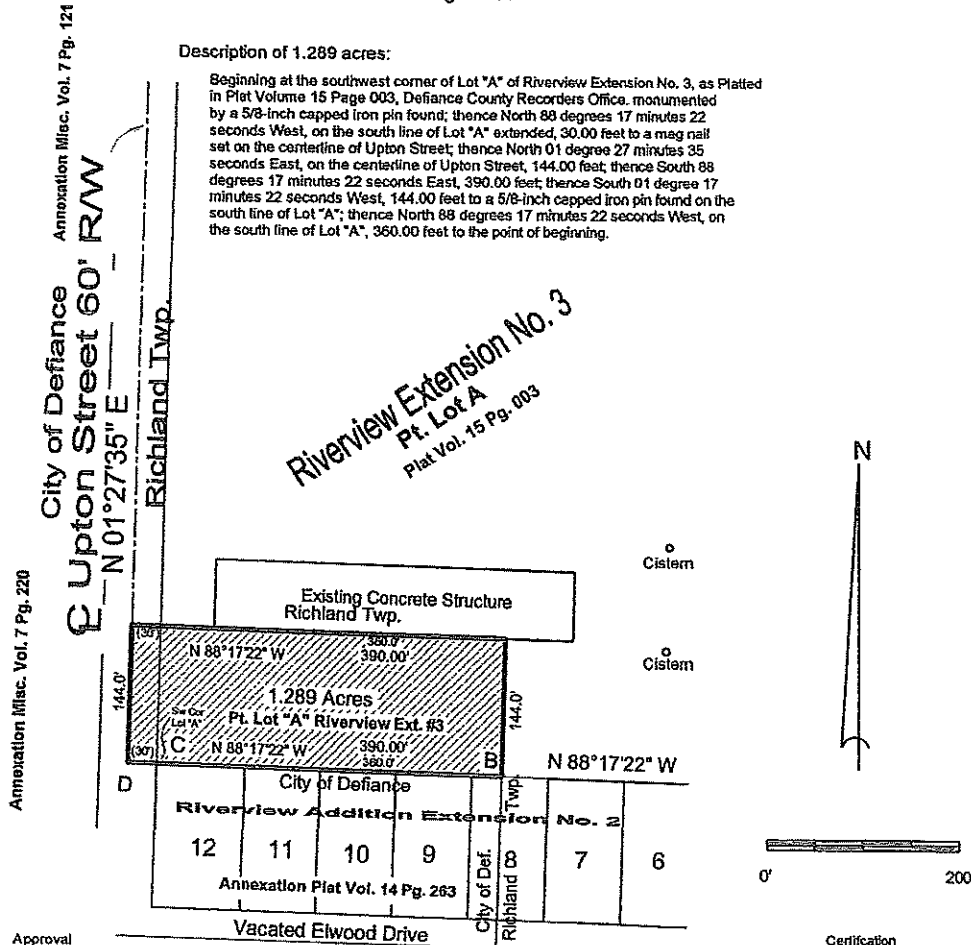 Annexation Misc. Vol. 7 Pg. 121
Description of 1.289 acres:
Beginning at the southwest corner of Lot "A" of Riverview Extension No. 3, as Platted
in Plat Volume 15 Page 003, Defiance County Recorders Office. monumented
by a 5/8-inch capped iron pin found; thence North 88 degrees 17 minutes 22
seconds West, on the south line of Lot "A" extended, 30.00 feet to a mag nail
set on the centerline of Upton Street; thence North 01 degree 27 minutes 35
seconds East, on the centerline of Upton Street, 144.00 feet; thence South 88
degrees 17 minutes 22 seconds East, 390.00 feet; thence South 01 degree 17
minutes 22 seconds West, 144.00 feet to a 5/8-inch capped iron pin found on the
south line of Lot "A"; thence North 88 degrees 17 minutes 22 seconds West, on
the south line of Lot "A", 360.00 feet to the point of beginning.
City of Defiance
℄ Upton Street 60' R/W
N 01°27'35" E
Richland Twp.
Annexation Misc. Vol. 7 Pg. 220
Riverview Extension No. 3
Pt. Lot A
Plat Vol. 15 Pg. 003
N
Cistern
Cistern
Existing Concrete Structure
Richland Twp.
(30')
360.0'
N 88°17'22" W
390.00'
144.0'
1.289 Acres
144.0'
Sw Cor
Lot "A"
Pt. Lot "A" Riverview Ext. #3
(30')
C
N 88°17'22" W
390.00'
360.0'
B
N 88°17'22" W
D
City of Defiance
Riverview Addition Extension No. 2
12
11
10
9
City of Def.
Richland Twp.
8
7
6
Annexation Plat Vol. 14 Pg. 263
Vacated Elwood Drive
0'
200
Approval
Certifcation